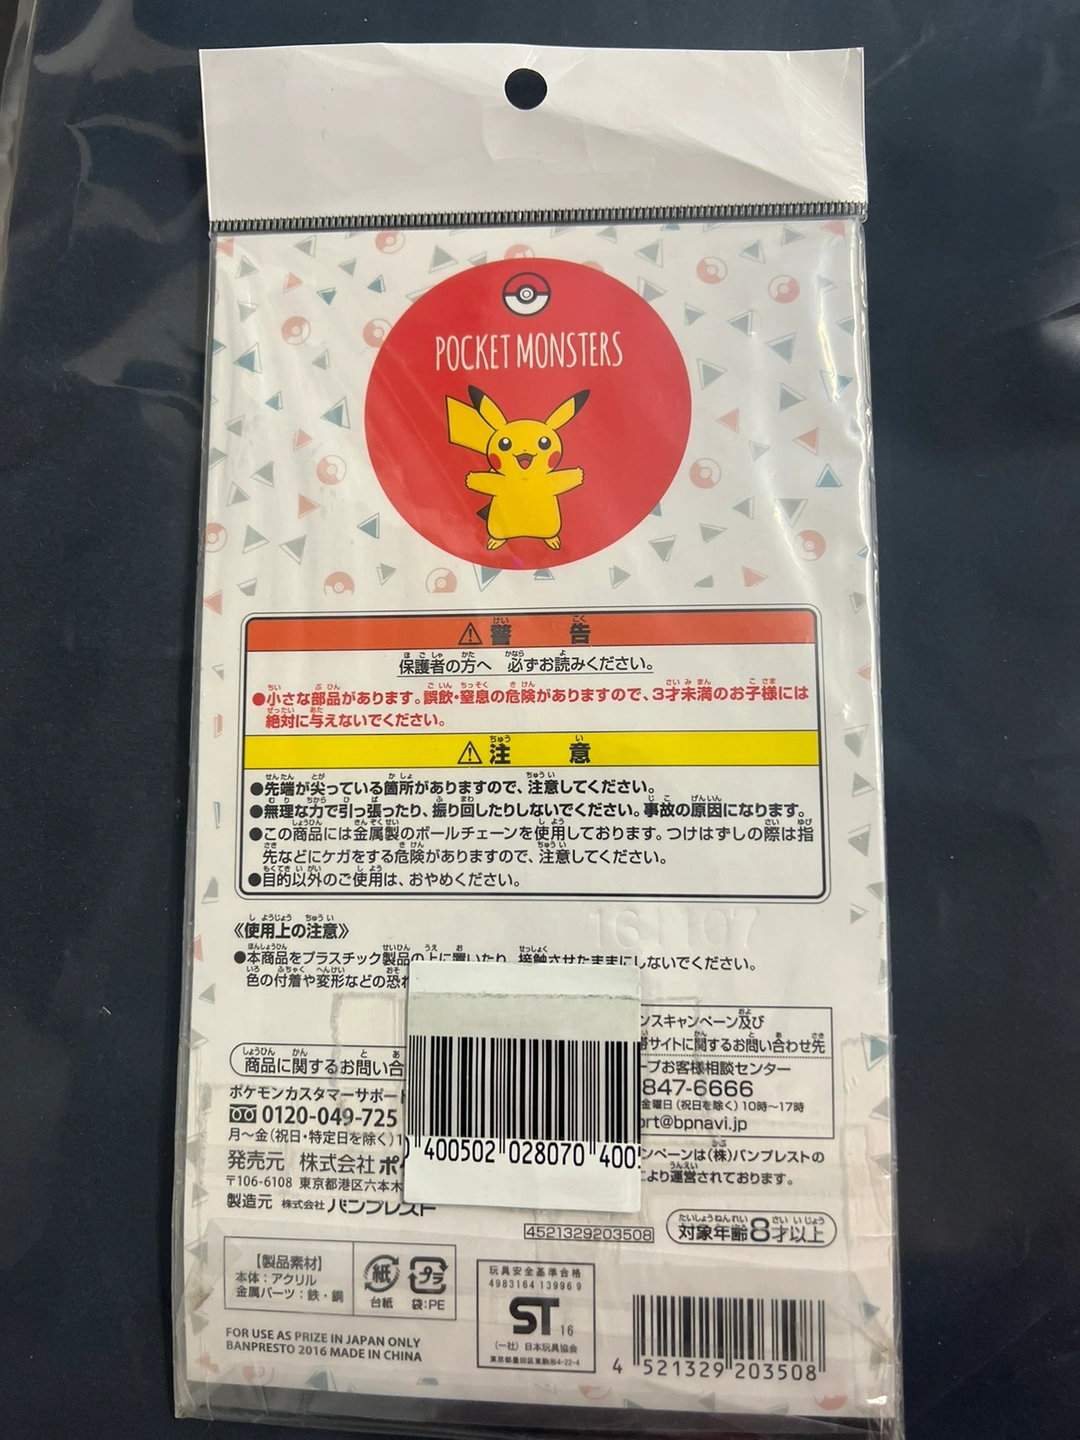 POCKET MONSTERS
⚠警告
保護者の方へ 必ずお読みください。
●小さな部品があります。誤飲・窒息の危険がありますので、3才未満のお子様には
絶対に与えないでください。
⚠注意
●先端が尖っている箇所がありますので、注意してください。
●無理な力で引っ張ったり、振り回したりしないでください。事故の原因になります。
●この商品には金属製のボールチェーンを使用しております。つけはずしの際は指
先などにケガをする危険がありますので、注意してください。
●目的以外のご使用は、おやめください。
161107
《使用上の注意》
●本商品をプラスチック製品の上に置いたり、接触させたままにしないでください。
色の付着や変形などの恐れ
ンスキャンペーン及び
サイトに関するお問い合わせ先
商品に関するお問い合
ープお客様相談センター
847-6666
金曜日(祝日を除く)10時〜17時
ort@bpnavi.jp
ポケモンカスタマーサポート
0120-049-725
月〜金(祝日・特定日を除く)1
発売元 株式会社ポケ
〒106-6108 東京都港区六本木
製造元 株式会社バンプレスト
ンペーンは(株)バンプレストの
により運営されております。
400502 028070 400
4521329203508
対象年齢8才以上
【製品素材】
本体:アクリル
金属パーツ:鉄・鋼
紙
台紙
プラ
袋:PE
玩具安全基準合格
4983164 13996 9
ST 16
(一社)日本玩具協会
東京都墨田区東駒形4-22-4
FOR USE AS PRIZE IN JAPAN ONLY
BANPRESTO 2016 MADE IN CHINA
4 521329 203508